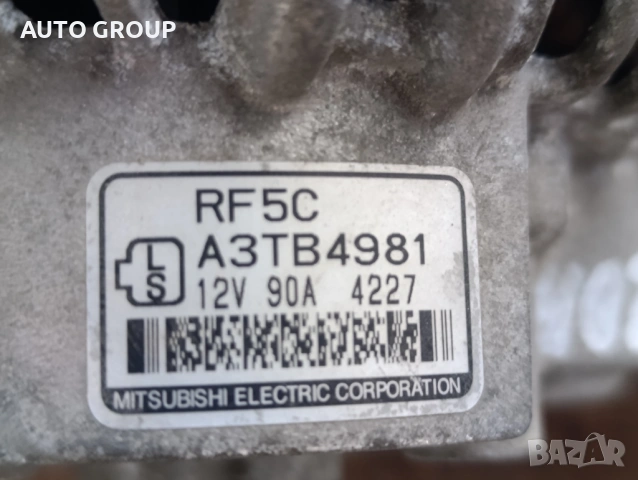 AUTO GROUP
RF5C
L
S
A3TB4981
12V 90A 4227
MITSUBISHI ELECTRIC CORPORATION
BAZAR